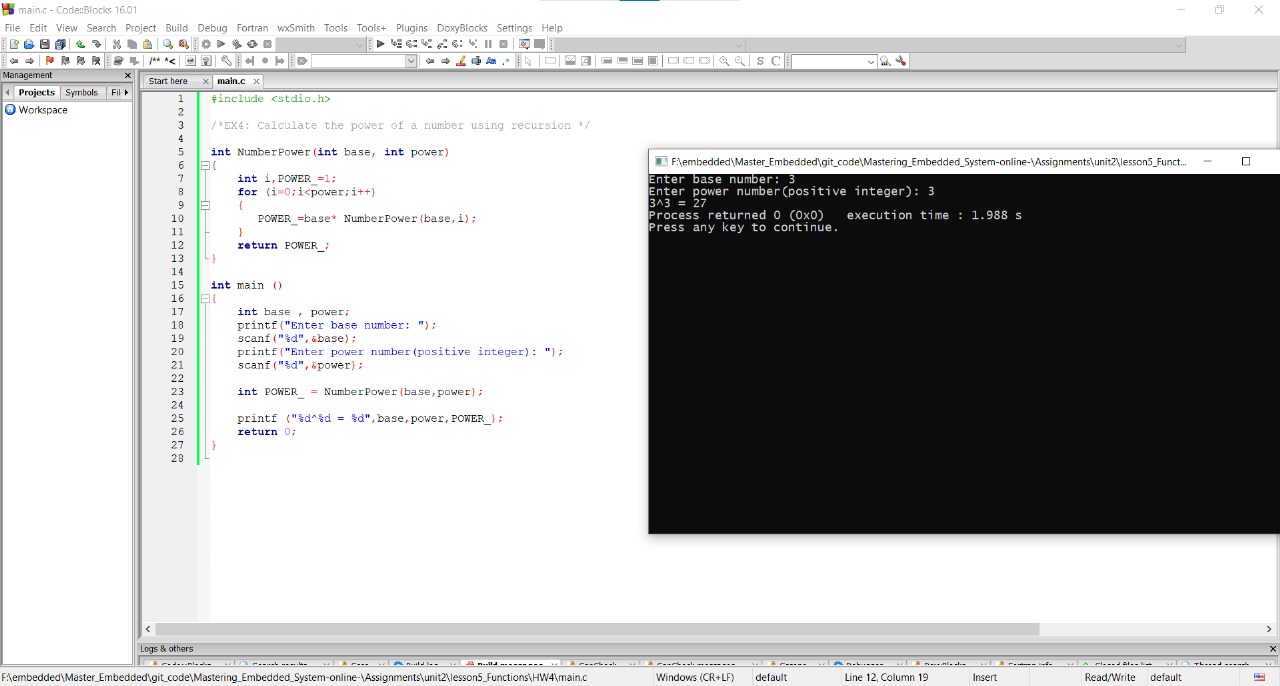 main.c - Code::Blocks 16.01
File Edit View Search Project Build Debug Fortran wxSmith Tools Tools+ Plugins DoxyBlocks Settings Help
Management
Projects Symbols Fil
Workspace
Start here main.c
1 #include <stdio.h>
2
3 /*EX4: Calculate the power of a number using recursion */
4
5 int NumberPower(int base, int power)
6 {
7 int i,POWER_=1;
8 for (i=0;i<power;i++)
9 {
10 POWER_=base* NumberPower(base,i);
11 }
12 return POWER_;
13 }
14
15 int main ()
16 {
17 int base , power;
18 printf("Enter base number: ");
19 scanf("%d",&base);
20 printf("Enter power number(positive integer): ");
21 scanf("%d",&power);
22
23 int POWER_ = NumberPower(base,power);
24
25 printf ("%d^%d = %d",base,power,POWER_);
26 return 0;
27 }
28
F:\embedded\Master_Embedded\git_code\Mastering_Embedded_System-online-\Assignments\unit2\lesson5_Funct...
Enter base number: 3
Enter power number(positive integer): 3
3^3 = 27
Process returned 0 (0x0) execution time : 1.988 s
Press any key to continue.
Logs & others
F:\embedded\Master_Embedded\git_code\Mastering_Embedded_System-online-\Assignments\unit2\lesson5_Functions\HW4\main.c Windows (CR+LF) default Line 12, Column 19 Insert Read/Write default